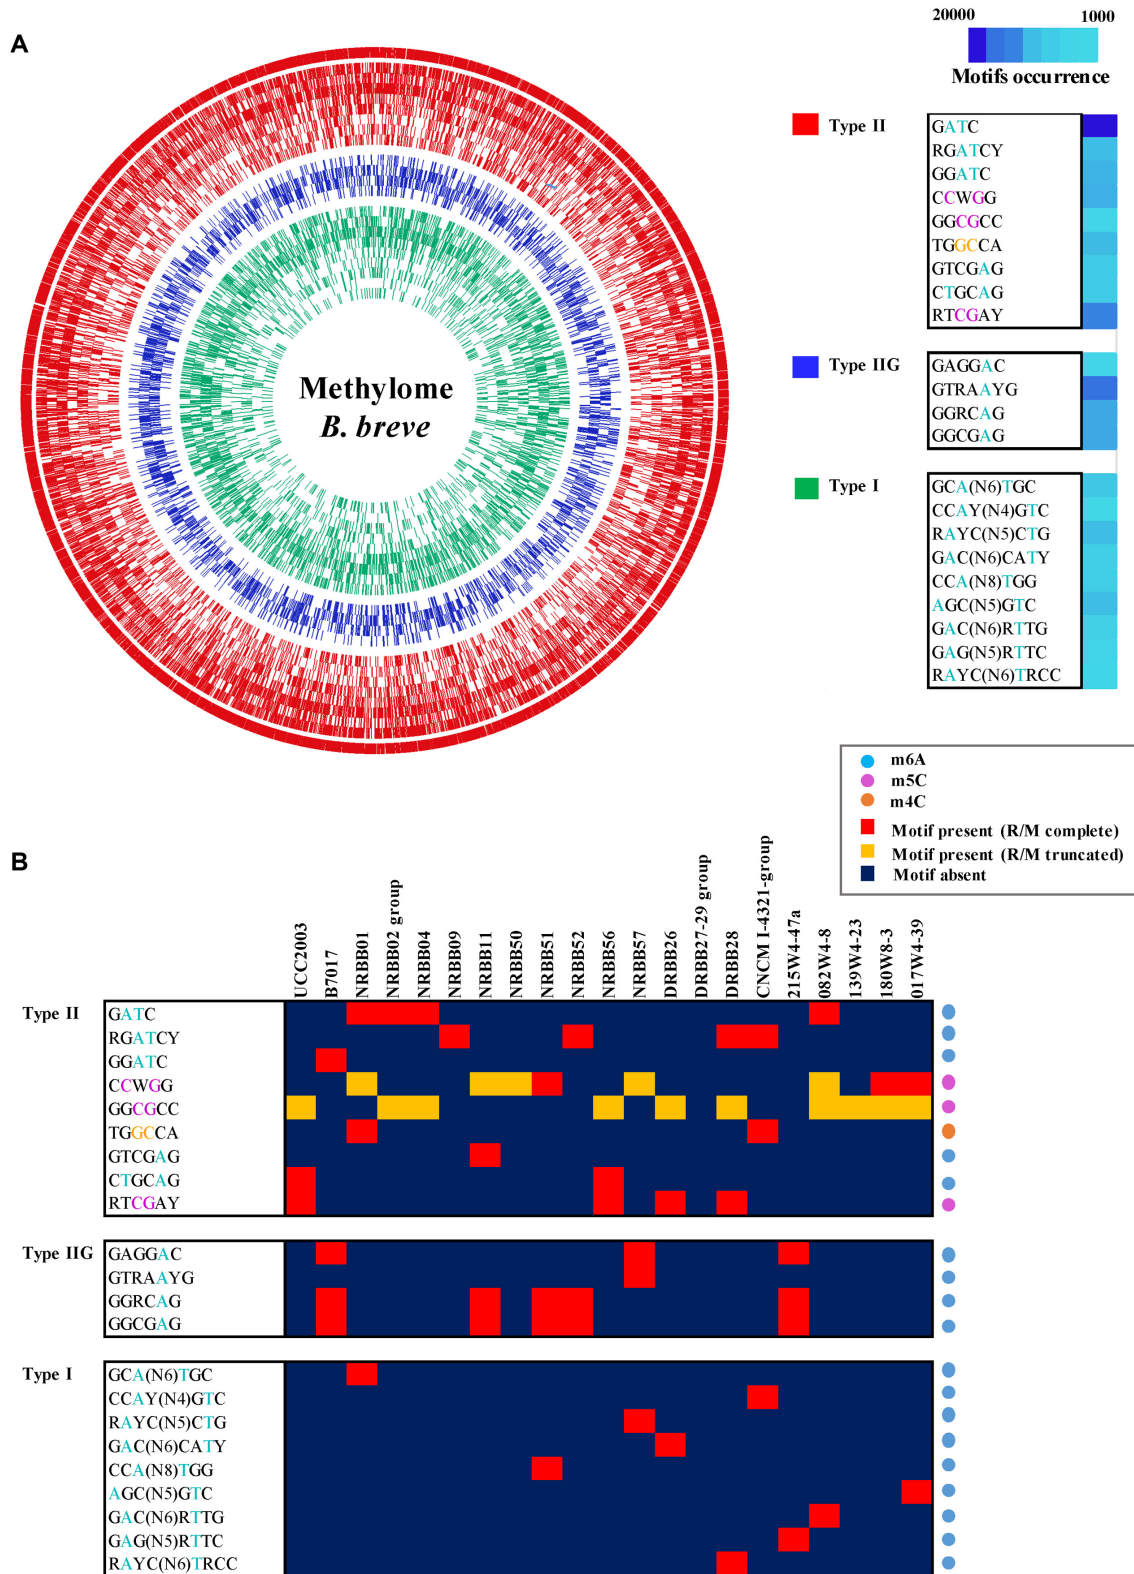 A
20000 1000
Motifs occurrence
Methylome
B. breve
Type II
GATC
RGATCY
GGATC
CCWGG
GGCGCC
TGGCCA
GTCGAG
CTGCAG
RTCGAY
Type IIG
GAGGAC
GTRAAYG
GGRCAG
GGCGAG
Type I
GCA(N6)TGC
CCAY(N4)GTC
RAYC(N5)CTG
GAC(N6)CATY
CCA(N8)TGG
AGC(N5)GTC
GAC(N6)RTTG
GAG(N5)RTTC
RAYC(N6)TRCC
m6A
m5C
m4C
Motif present (R/M complete)
Motif present (R/M truncated)
Motif absent
B
UCC2003
B7017
NRBB01
NRBB02 group
NRBB04
NRBB09
NRBB11
NRBB50
NRBB51
NRBB52
NRBB56
NRBB57
DRBB26
DRBB27-29 group
DRBB28
CNCM I-4321-group
215W4-47a
082W4-8
139W4-23
180W8-3
017W4-39
Type II
GATC
RGATCY
GGATC
CCWGG
GGCGCC
TGGCCA
GTCGAG
CTGCAG
RTCGAY
Type IIG
GAGGAC
GTRAAYG
GGRCAG
GGCGAG
Type I
GCA(N6)TGC
CCAY(N4)GTC
RAYC(N5)CTG
GAC(N6)CATY
CCA(N8)TGG
AGC(N5)GTC
GAC(N6)RTTG
GAG(N5)RTTC
RAYC(N6)TRCC